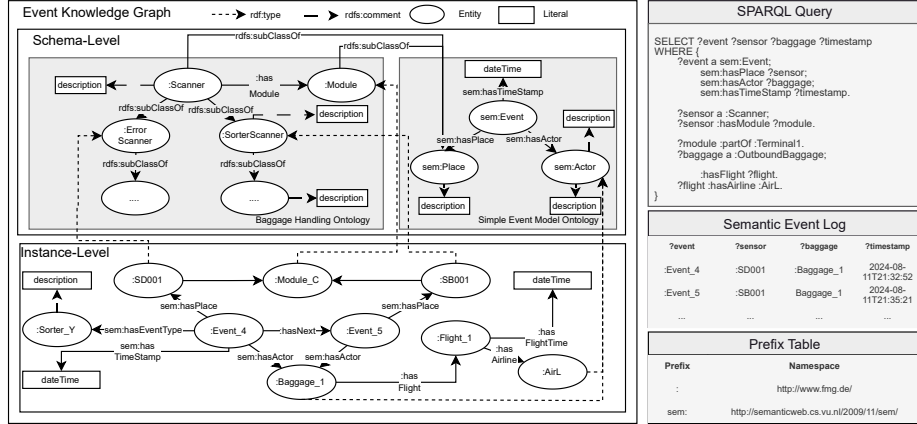 Event Knowledge Graph
rdf:type
rdfs:comment
Entity
Literal
Schema-Level
rdfs:subClassOf
rdfs:subClassOf
description
:Scanner
:has
Module
:Module
rdfs:subClassOf
rdfs:subClassOf
description
:Error
Scanner
:SorterScanner
rdfs:subClassOf
rdfs:subClassOf
....
....
description
Baggage Handling Ontology
dateTime
sem:hasTimeStamp
sem:Event
description
sem:hasPlace
sem:hasActor
sem:Place
sem:Actor
description
description
Simple Event Model Ontology
Instance-Level
description
:SD001
:Module_C
:SB001
dateTime
sem:hasPlace
sem:hasPlace
:Sorter_Y
sem:hasEventType
:Event_4
:hasNext
:Event_5
:Flight_1
:has
FlightTime
sem:has
TimeStamp
sem:hasActor
sem:hasActor
:has
Airline
:AirL
dateTime
:Baggage_1
:has
Flight
SPARQL Query
SELECT ?event ?sensor ?baggage ?timestamp
WHERE {
?event a sem:Event;
sem:hasPlace ?sensor;
sem:hasActor ?baggage;
sem:hasTimeStamp ?timestamp.
?sensor a :Scanner;
?sensor :hasModule ?module.
?module :partOf :Terminal1.
?baggage a :OutboundBaggage;
:hasFlight ?flight.
?flight :hasAirline :AirL.
}
Semantic Event Log
?event ?sensor ?baggage ?timestamp
:Event_4 :SD001 :Baggage_1 2024-08-
11T21:32:52
:Event_5 :SB001 Baggage_1 2024-08-
11T21:35:21
... ... ... ...
Prefix Table
Prefix Namespace
: http://www.fmg.de/
sem: http://semanticweb.cs.vu.nl/2009/11/sem/